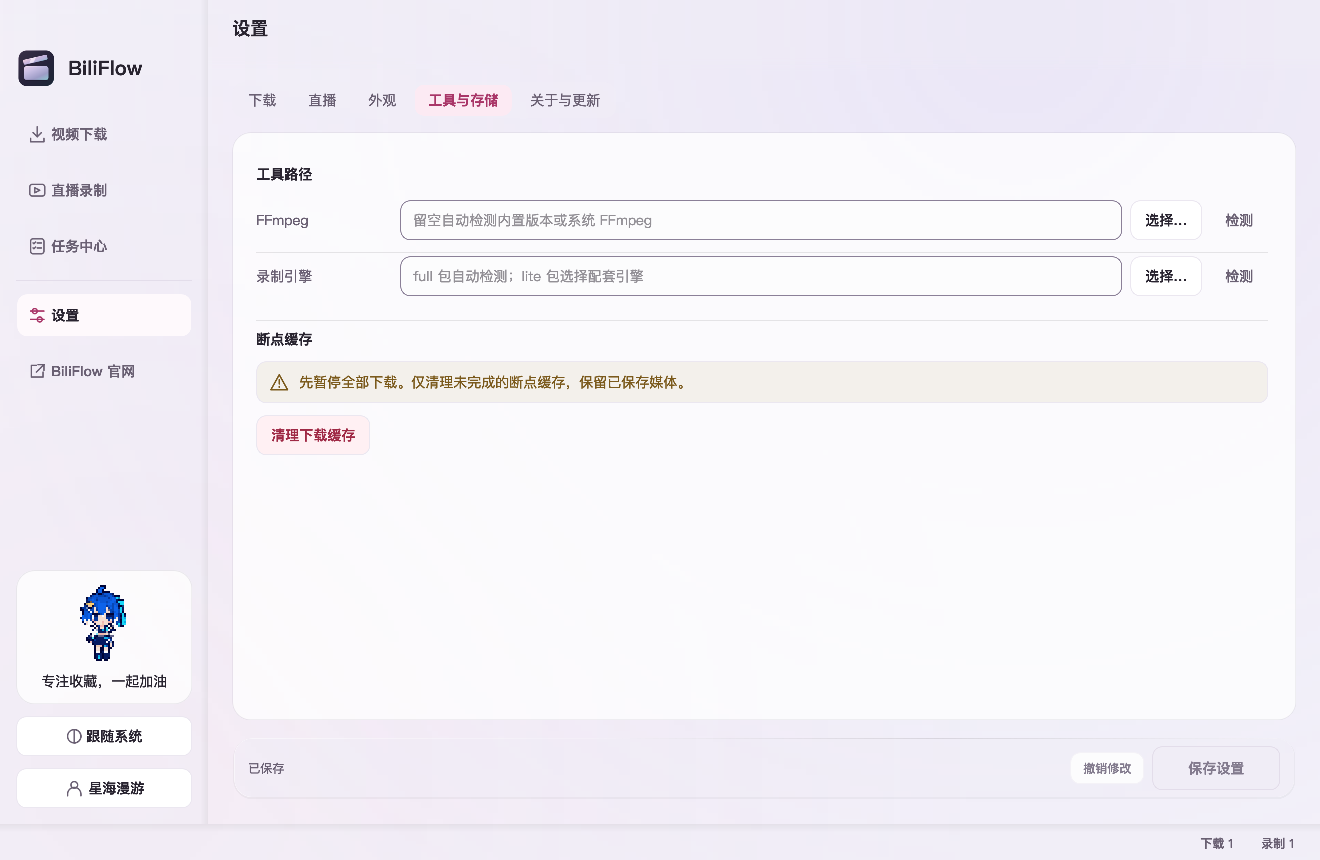 设置
BiliFlow
下载
直播
外观
工具与存储
关于与更新
视频下载
直播录制
任务中心
设置
BiliFlow 官网
工具路径
FFmpeg
留空自动检测内置版本或系统 FFmpeg
选择...
检测
录制引擎
full 包自动检测；lite 包选择配套引擎
选择...
检测
断点缓存
先暂停全部下载。仅清理未完成的断点缓存，保留已保存媒体。
清理下载缓存
专注收藏，一起加油
跟随系统
星海漫游
已保存
撤销修改
保存设置
下载 1
录制 1